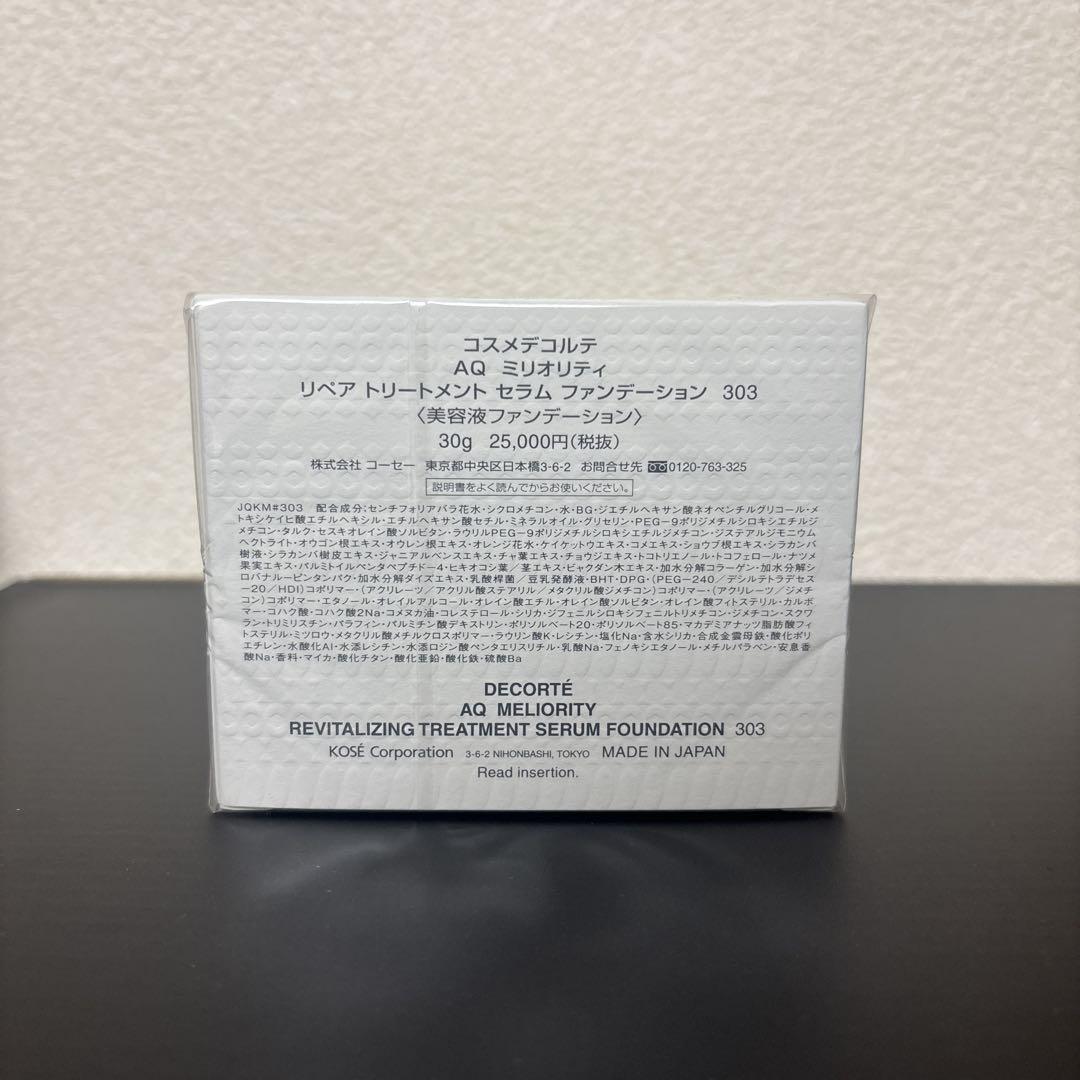 コスメデコルテ
AQ ミリオリティ
リペア トリートメント セラム ファンデーション 303
〈美容液ファンデーション〉
30g 25,000円(税抜)
株式会社 コーセー 東京都中央区日本橋3-6-2 お問合せ先 0120-763-325
説明書をよく読んでからお使いください。
JQKM#303 配合成分:センチフォリアバラ花水・シクロメチコン・水・BG・ジエチルヘキサン酸ネオペンチルグリコール・メ
トキシケイヒ酸エチルヘキシル・エチルヘキサン酸セチル・ミネラルオイル・グリセリン・PEG-9ポリジメチルシロキシエチルジ
メチコン・タルク・セスキオレイン酸ソルビタン・ラウリルPEG-9ポリジメチルシロキシエチルジメチコン・ジステアルジモニウム
ヘクトライト・オウゴン根エキス・オウレン根エキス・オレンジ花水・ケイケットウエキス・コメエキス・ショウブ根エキス・シラカンバ
樹液・シラカンバ樹皮エキス・ジャニアルベンスエキス・チャ葉エキス・チョウジエキス・トコトリエノール・トコフェロール・ナツメ
果実エキス・パルミトイルペンタペプチド-4・ヒキオコシ葉/茎エキス・ビャクダン木エキス・加水分解コラーゲン・加水分解シ
ロバナルーピンタンパク・加水分解ダイズエキス・乳酸桿菌/豆乳発酵液・BHT・DPG・(PEG-240/デシルテトラデセス
-20/HDI)コポリマー・(アクリレーツ/アクリル酸ステアリル/メタクリル酸ジメチコン)コポリマー・(アクリレーツ/ジメチ
コン)コポリマー・エタノール・オレイルアルコール・オレイン酸エチル・オレイン酸ソルビタン・オレイン酸フィトステリル・カルボ
マー・コハク酸・コハク酸2Na・コメヌカ油・コレステロール・シリカ・ジフェニルシロキシフェニルトリメチコン・ジメチコン・スクワ
ラン・トリミリスチン・パラフィン・パルミチン酸デキストリン・ポリソルベート20・ポリソルベート85・マカデミアナッツ脂肪酸フィ
トステリル・ミツロウ・メタクリル酸メチルクロスポリマー・ラウリン酸K・レシチン・塩化Na・含水シリカ・合成金雲母鉄・酸化ポリ
エチレン・水酸化Al・水添レシチン・水添ロジン酸ペンタエリスリチル・乳酸Na・フェノキシエタノール・メチルパラベン・安息香
酸Na・香料・マイカ・酸化チタン・酸化亜鉛・酸化鉄・硫酸Ba
DECORTÉ
AQ MELIORITY
REVITALIZING TREATMENT SERUM FOUNDATION 303
KOSÉ Corporation 3-6-2 NIHONBASHI, TOKYO MADE IN JAPAN
Read insertion.